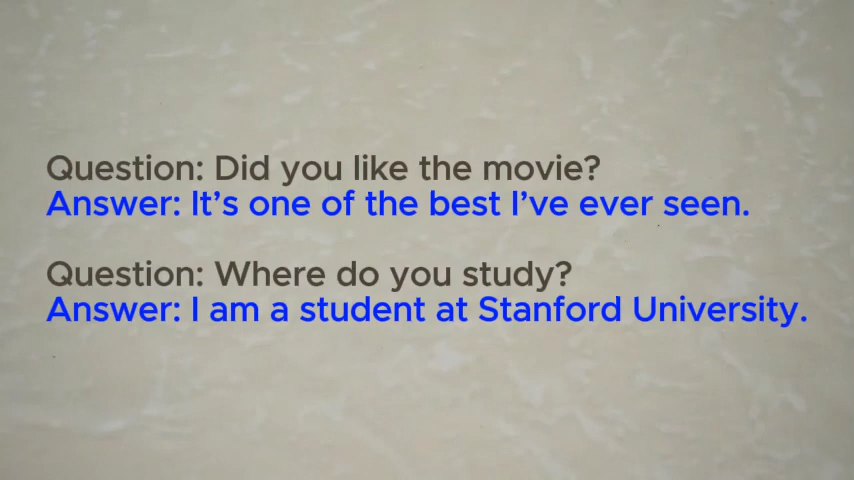 Question: Did you like the movie?
Answer: It’s one of the best I’ve ever seen.
Question: Where do you study?
Answer: I am a student at Stanford University.